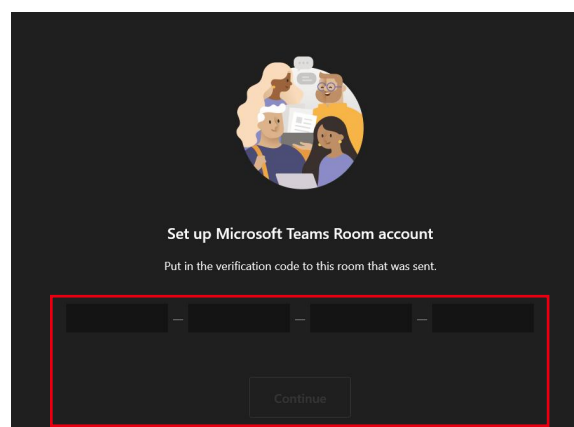 Set up Microsoft Teams Room account
Put in the verification code to this room that was sent.
— — —
Continue